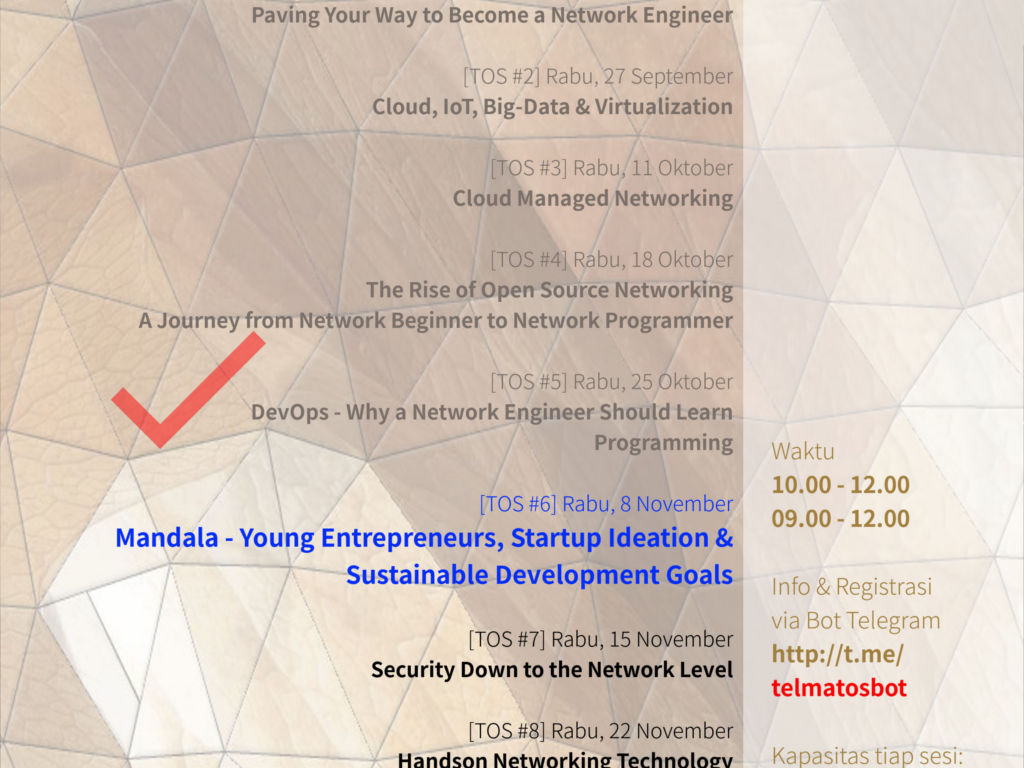 Paving Your Way to Become a Network Engineer
[TOS #2] Rabu, 27 September
Cloud, IoT, Big-Data & Virtualization
[TOS #3] Rabu, 11 Oktober
Cloud Managed Networking
[TOS #4] Rabu, 18 Oktober
The Rise of Open Source Networking
A Journey from Network Beginner to Network Programmer
[TOS #5] Rabu, 25 Oktober
DevOps - Why a Network Engineer Should Learn
Programming
[TOS #6] Rabu, 8 November
Mandala - Young Entrepreneurs, Startup Ideation &
Sustainable Development Goals
[TOS #7] Rabu, 15 November
Security Down to the Network Level
[TOS #8] Rabu, 22 November
Handson Networking Technology
Waktu
10.00 - 12.00
09.00 - 12.00
Info & Registrasi
via Bot Telegram
http://t.me/
telmatosbot
Kapasitas tiap sesi: